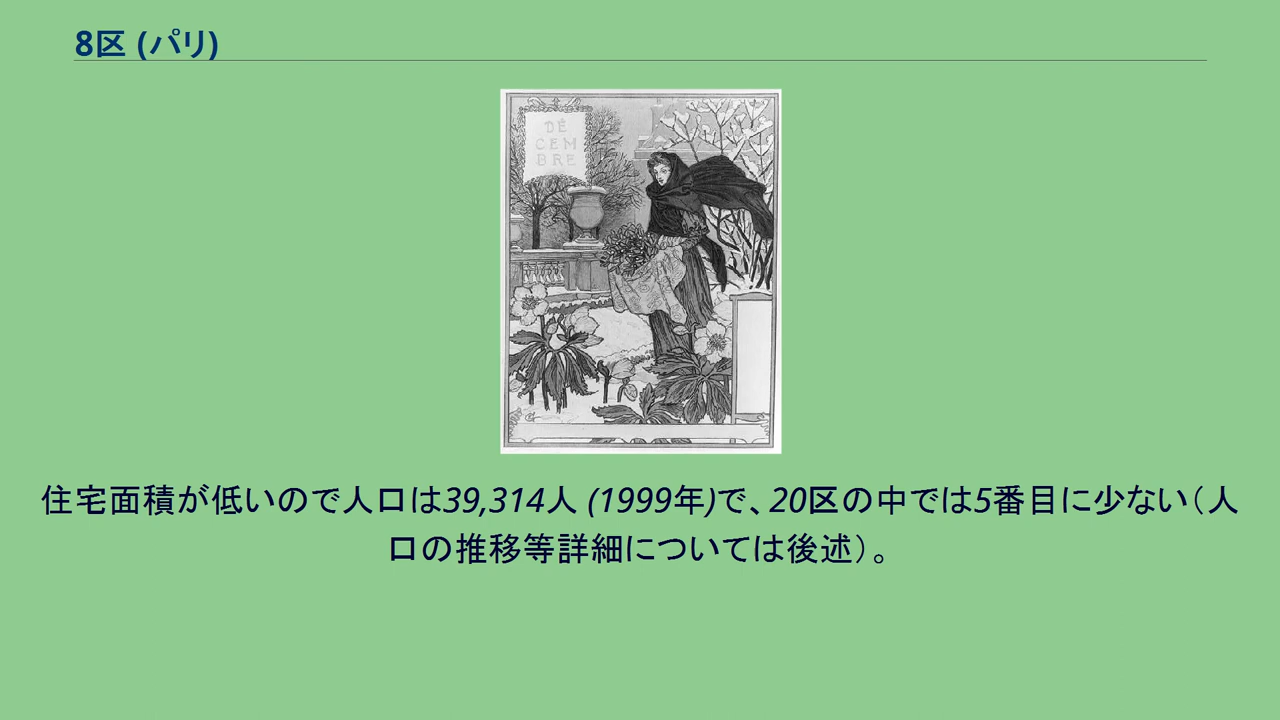 8区 (パリ)
DÉ
CEM
BRE
住宅面積が低いので人口は39,314人 (1999年)で、20区の中では5番目に少ない（人
口の推移等詳細については後述）。